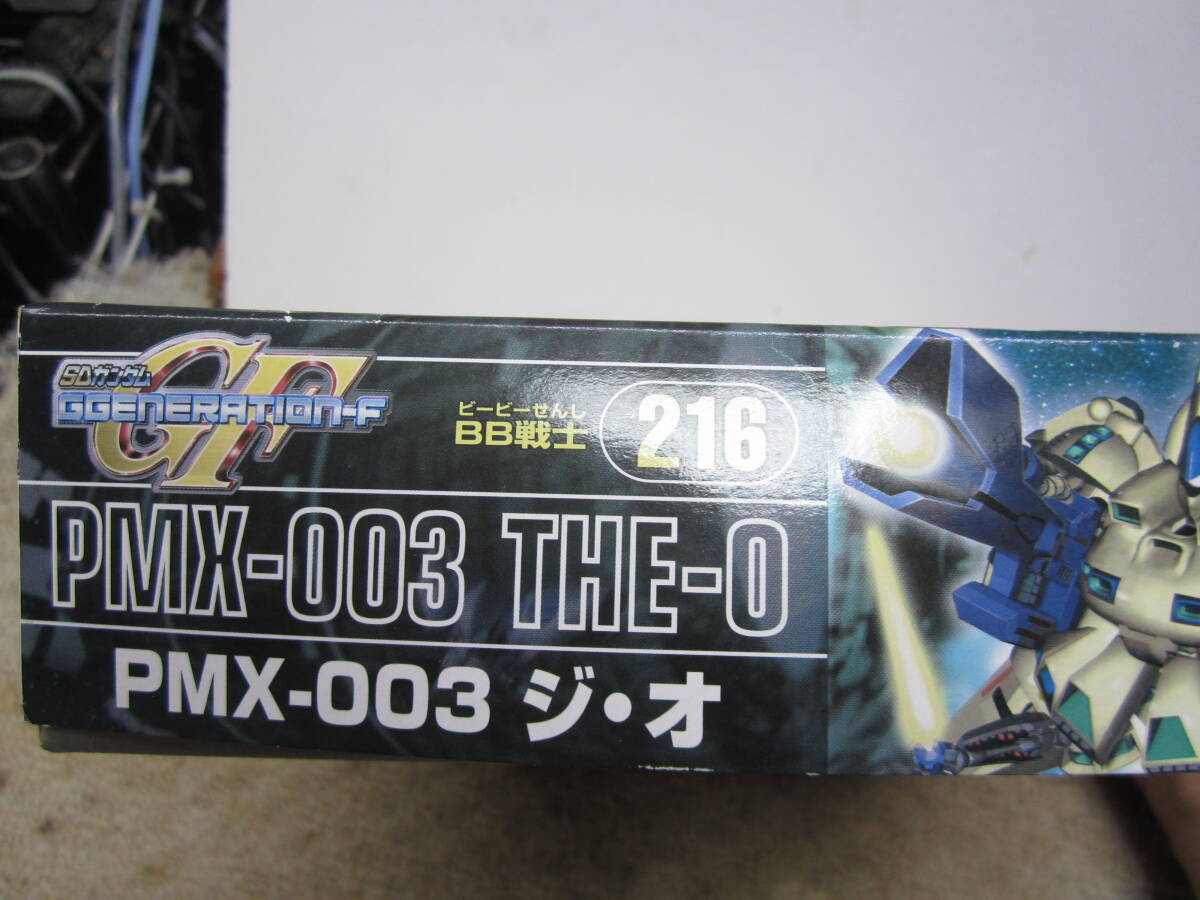 SDガンダム
GGENERATION-F
GF
ビービーせんし
BB戦士
216
PMX-003 THE-O
PMX-003 ジ・オ